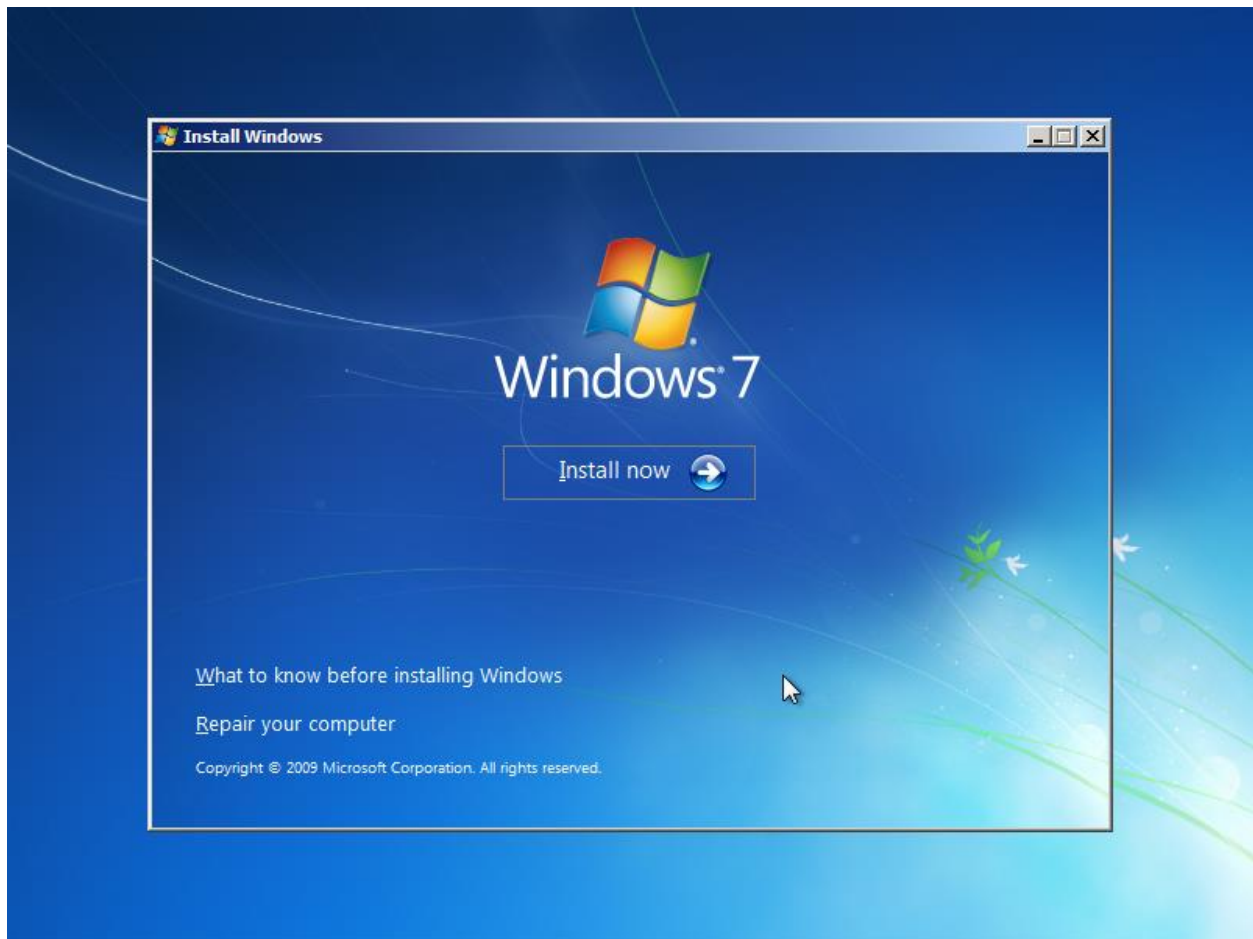 Install Windows
Windows® 7
Install now
What to know before installing Windows
Repair your computer
Copyright © 2009 Microsoft Corporation. All rights reserved.